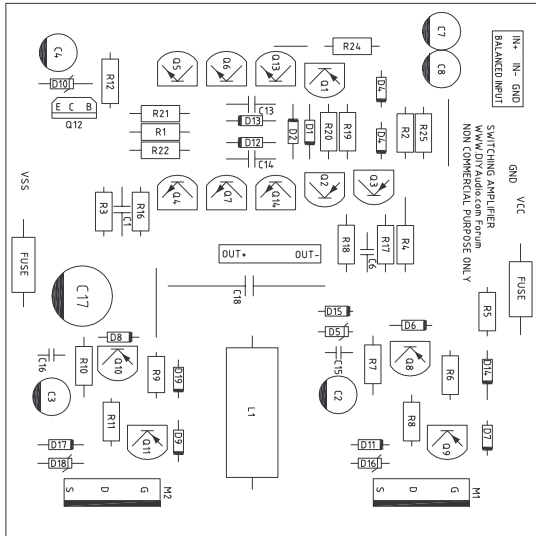 C4
D10
R12
E C B
Q12
Q5
Q6
Q13
R24
Q1
C7
C8
IN+ IN- GND
BALANCED INPUT
R21
R1
R22
C13
D13
D12
C14
D2
D1
R20
R19
D4
D4
R2
R25
SWITCHING AMPLIFIER
WWW.DIYAudio.com Forum
NON COMMERCIAL PURPOSE ONLY
GND
VCC
VSS
R3
C1
R16
Q4
Q7
Q14
Q2
Q3
FUSE
OUT+ OUT-
R18
C6
R17
R4
FUSE
C17
C18
R5
D15
D5
C15
D6
D8
C16
R10
Q10
R9
D19
R7
Q8
R6
D14
C3
R11
Q11
D9
L1
C2
R8
Q9
D7
D17
D18
D11
D16
S D G
M2
S D G
M1